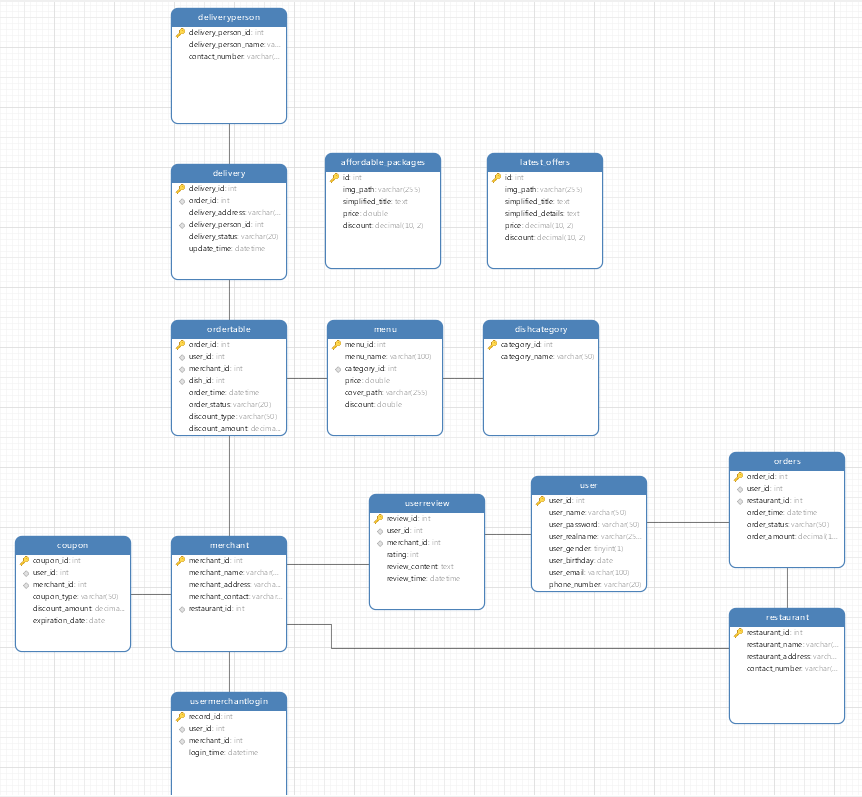 deliveryperson
delivery_person_id: int
delivery_person_name: va...
contact_number: varchar(...
delivery
delivery_id: int
order_id: int
delivery_address: varchar(...
delivery_person_id: int
delivery_status: varchar(20)
update_time: datetime
affordable_packages
id: int
img_path: varchar(255)
simplified_title: text
price: double
discount: decimal(10, 2)
latest_offers
id: int
img_path: varchar(255)
simplified_title: text
simplified_details: text
price: decimal(10, 2)
discount: decimal(10, 2)
ordertable
order_id: int
user_id: int
merchant_id: int
dish_id: int
order_time: datetime
order_status: varchar(20)
discount_type: varchar(50)
discount_amount: decima...
menu
menu_id: int
menu_name: varchar(100)
category_id: int
price: double
cover_path: varchar(255)
discount: double
dishcategory
category_id: int
category_name: varchar(50)
orders
order_id: int
user_id: int
restaurant_id: int
order_time: datetime
order_status: varchar(50)
order_amount: decimal(1...
user
user_id: int
user_name: varchar(50)
user_password: varchar(50)
user_realname: varchar(25...
user_gender: tinyint(1)
user_birthday: date
user_email: varchar(100)
phone_number: varchar(20)
userreview
review_id: int
user_id: int
merchant_id: int
rating: int
review_content: text
review_time: datetime
coupon
coupon_id: int
user_id: int
merchant_id: int
coupon_type: varchar(50)
discount_amount: decima...
expiration_date: date
merchant
merchant_id: int
merchant_name: varchar(...
merchant_address: varcha...
merchant_contact: varchar...
restaurant_id: int
restaurant
restaurant_id: int
restaurant_name: varchar(...
restaurant_address: varch...
contact_number: varchar(...
usermerchantlogin
record_id: int
user_id: int
merchant_id: int
login_time: datetime